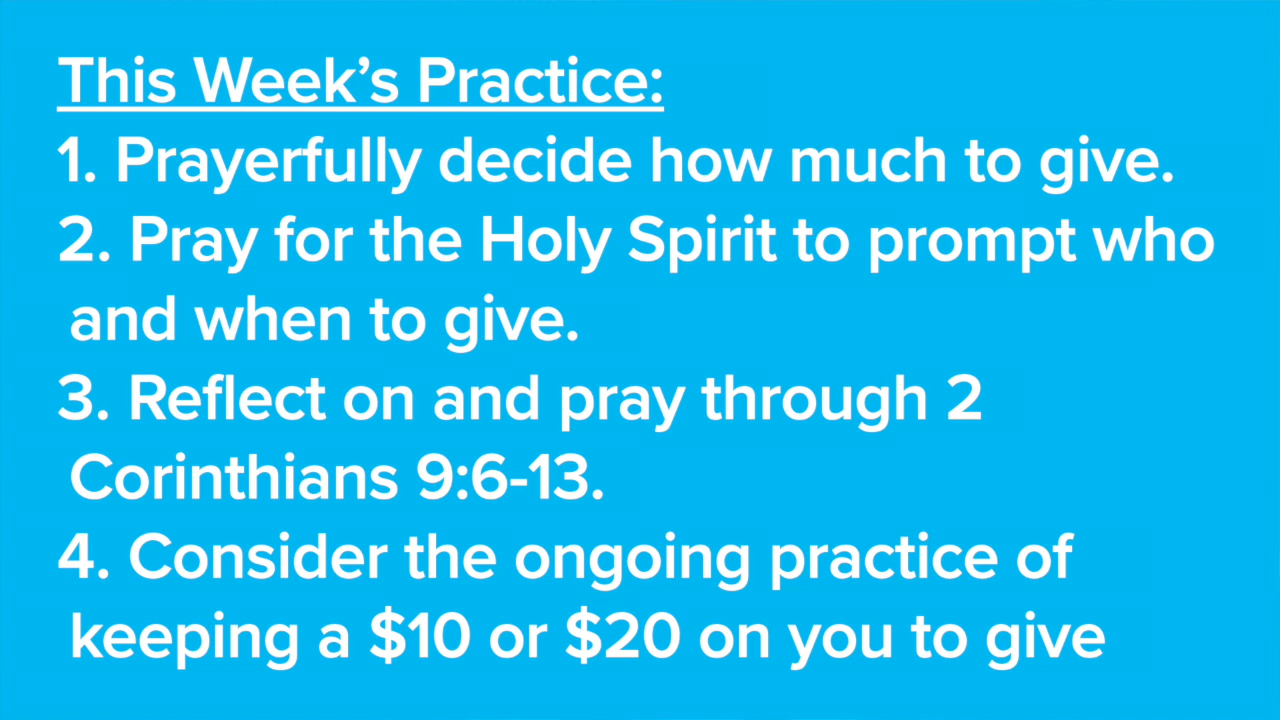 This Week’s Practice:
1. Prayerfully decide how much to give.
2. Pray for the Holy Spirit to prompt who
and when to give.
3. Reflect on and pray through 2
Corinthians 9:6-13.
4. Consider the ongoing practice of
keeping a $10 or $20 on you to give